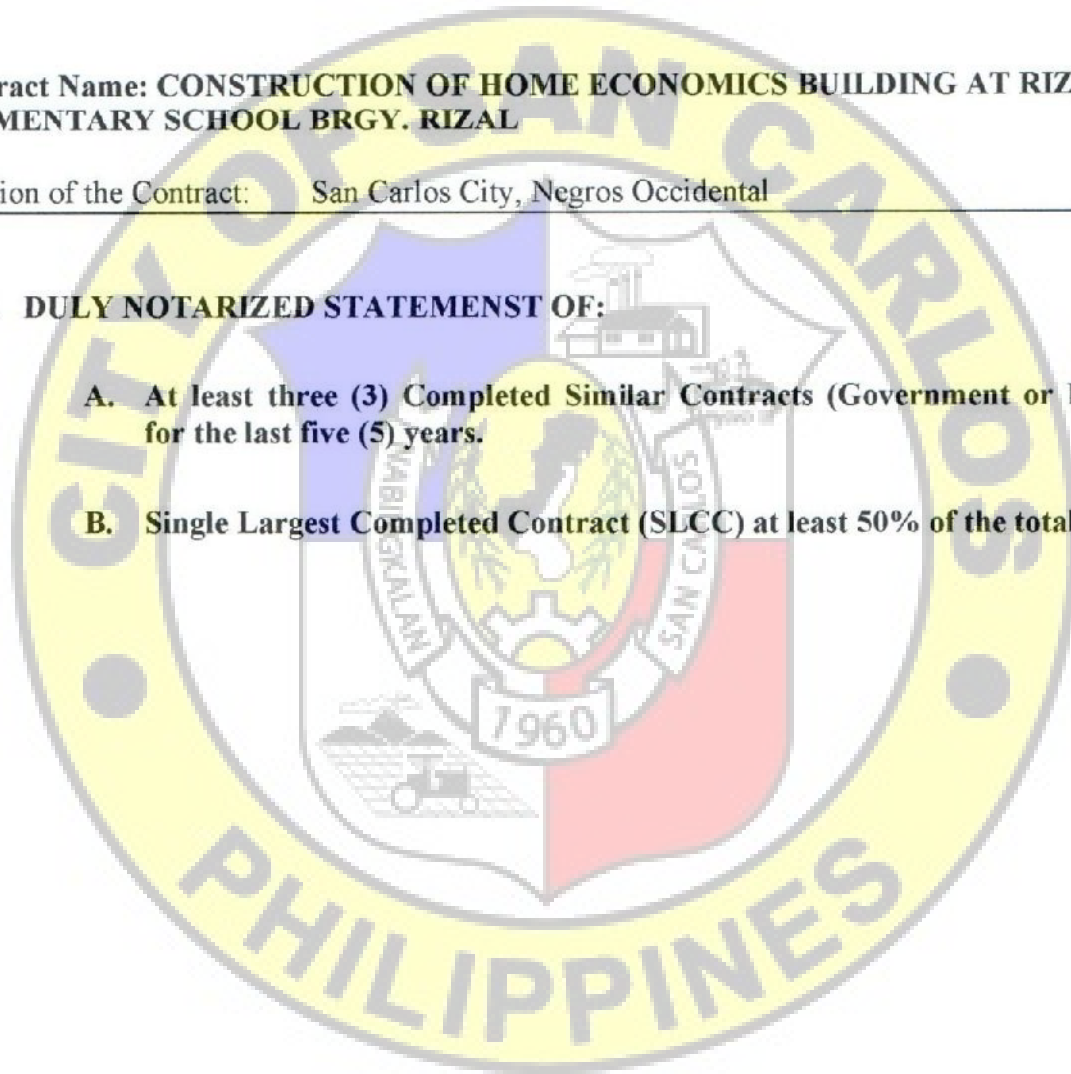 ract Name: CONSTRUCTION OF HOME ECONOMICS BUILDING AT RIZ
MENTARY SCHOOL BRGY. RIZAL
ion of the Contract: San Carlos City, Negros Occidental
DULY NOTARIZED STATEMENST OF:
A. At least three (3) Completed Similar Contracts (Government or
for the last five (5) years.
B. Single Largest Completed Contract (SLCC) at least 50% of the total
CITY OF SAN CARLOS
SAN CARLOS
1960
PHILIPPINES